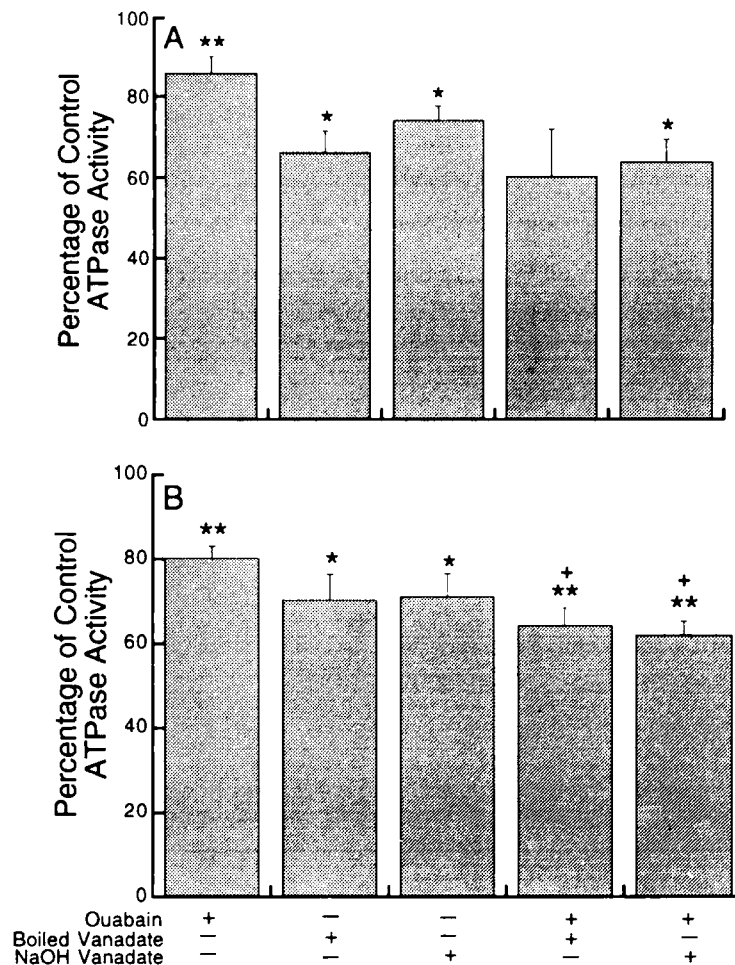 A
100
80
60
40
20
0
Percentage of Control
ATPase Activity
★★
★
★
★
B
100
80
60
40
20
0
Percentage of Control
ATPase Activity
★★
★
★
+
★★
+
★★
Ouabain + — — + +
Boiled Vanadate — + — + —
NaOH Vanadate — — + — +